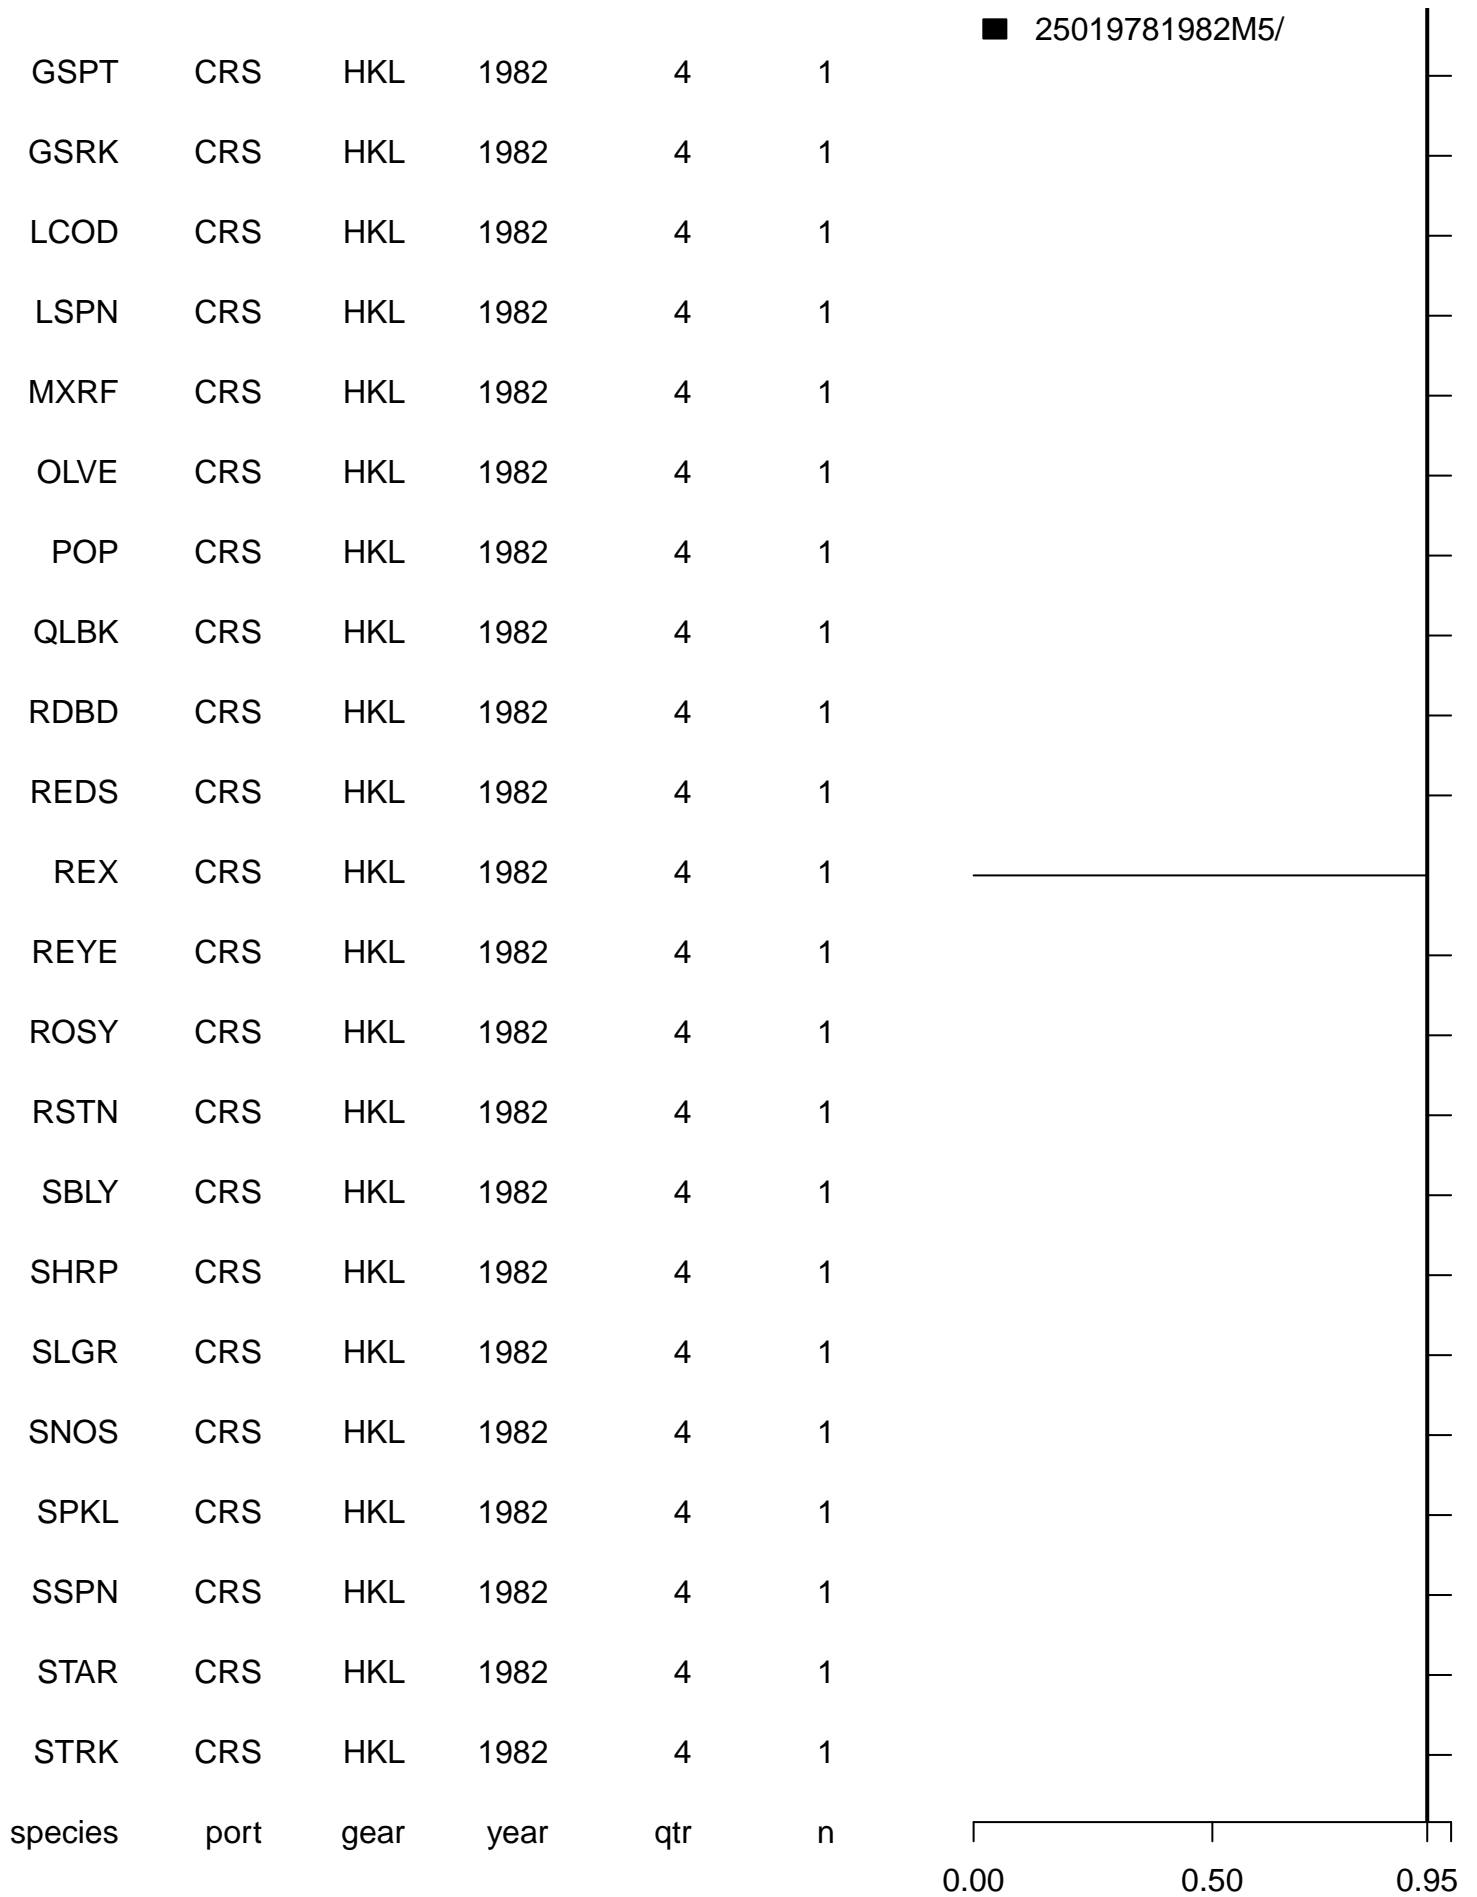 25019781982M5/
GSPT CRS HKL 1982 4 1
GSRK CRS HKL 1982 4 1
LCOD CRS HKL 1982 4 1
LSPN CRS HKL 1982 4 1
MXRF CRS HKL 1982 4 1
OLVE CRS HKL 1982 4 1
POP CRS HKL 1982 4 1
QLBK CRS HKL 1982 4 1
RDBD CRS HKL 1982 4 1
REDS CRS HKL 1982 4 1
REX CRS HKL 1982 4 1
REYE CRS HKL 1982 4 1
ROSY CRS HKL 1982 4 1
RSTN CRS HKL 1982 4 1
SBLY CRS HKL 1982 4 1
SHRP CRS HKL 1982 4 1
SLGR CRS HKL 1982 4 1
SNOS CRS HKL 1982 4 1
SPKL CRS HKL 1982 4 1
SSPN CRS HKL 1982 4 1
STAR CRS HKL 1982 4 1
STRK CRS HKL 1982 4 1
species port gear year qtr n
0.00 0.50 0.95